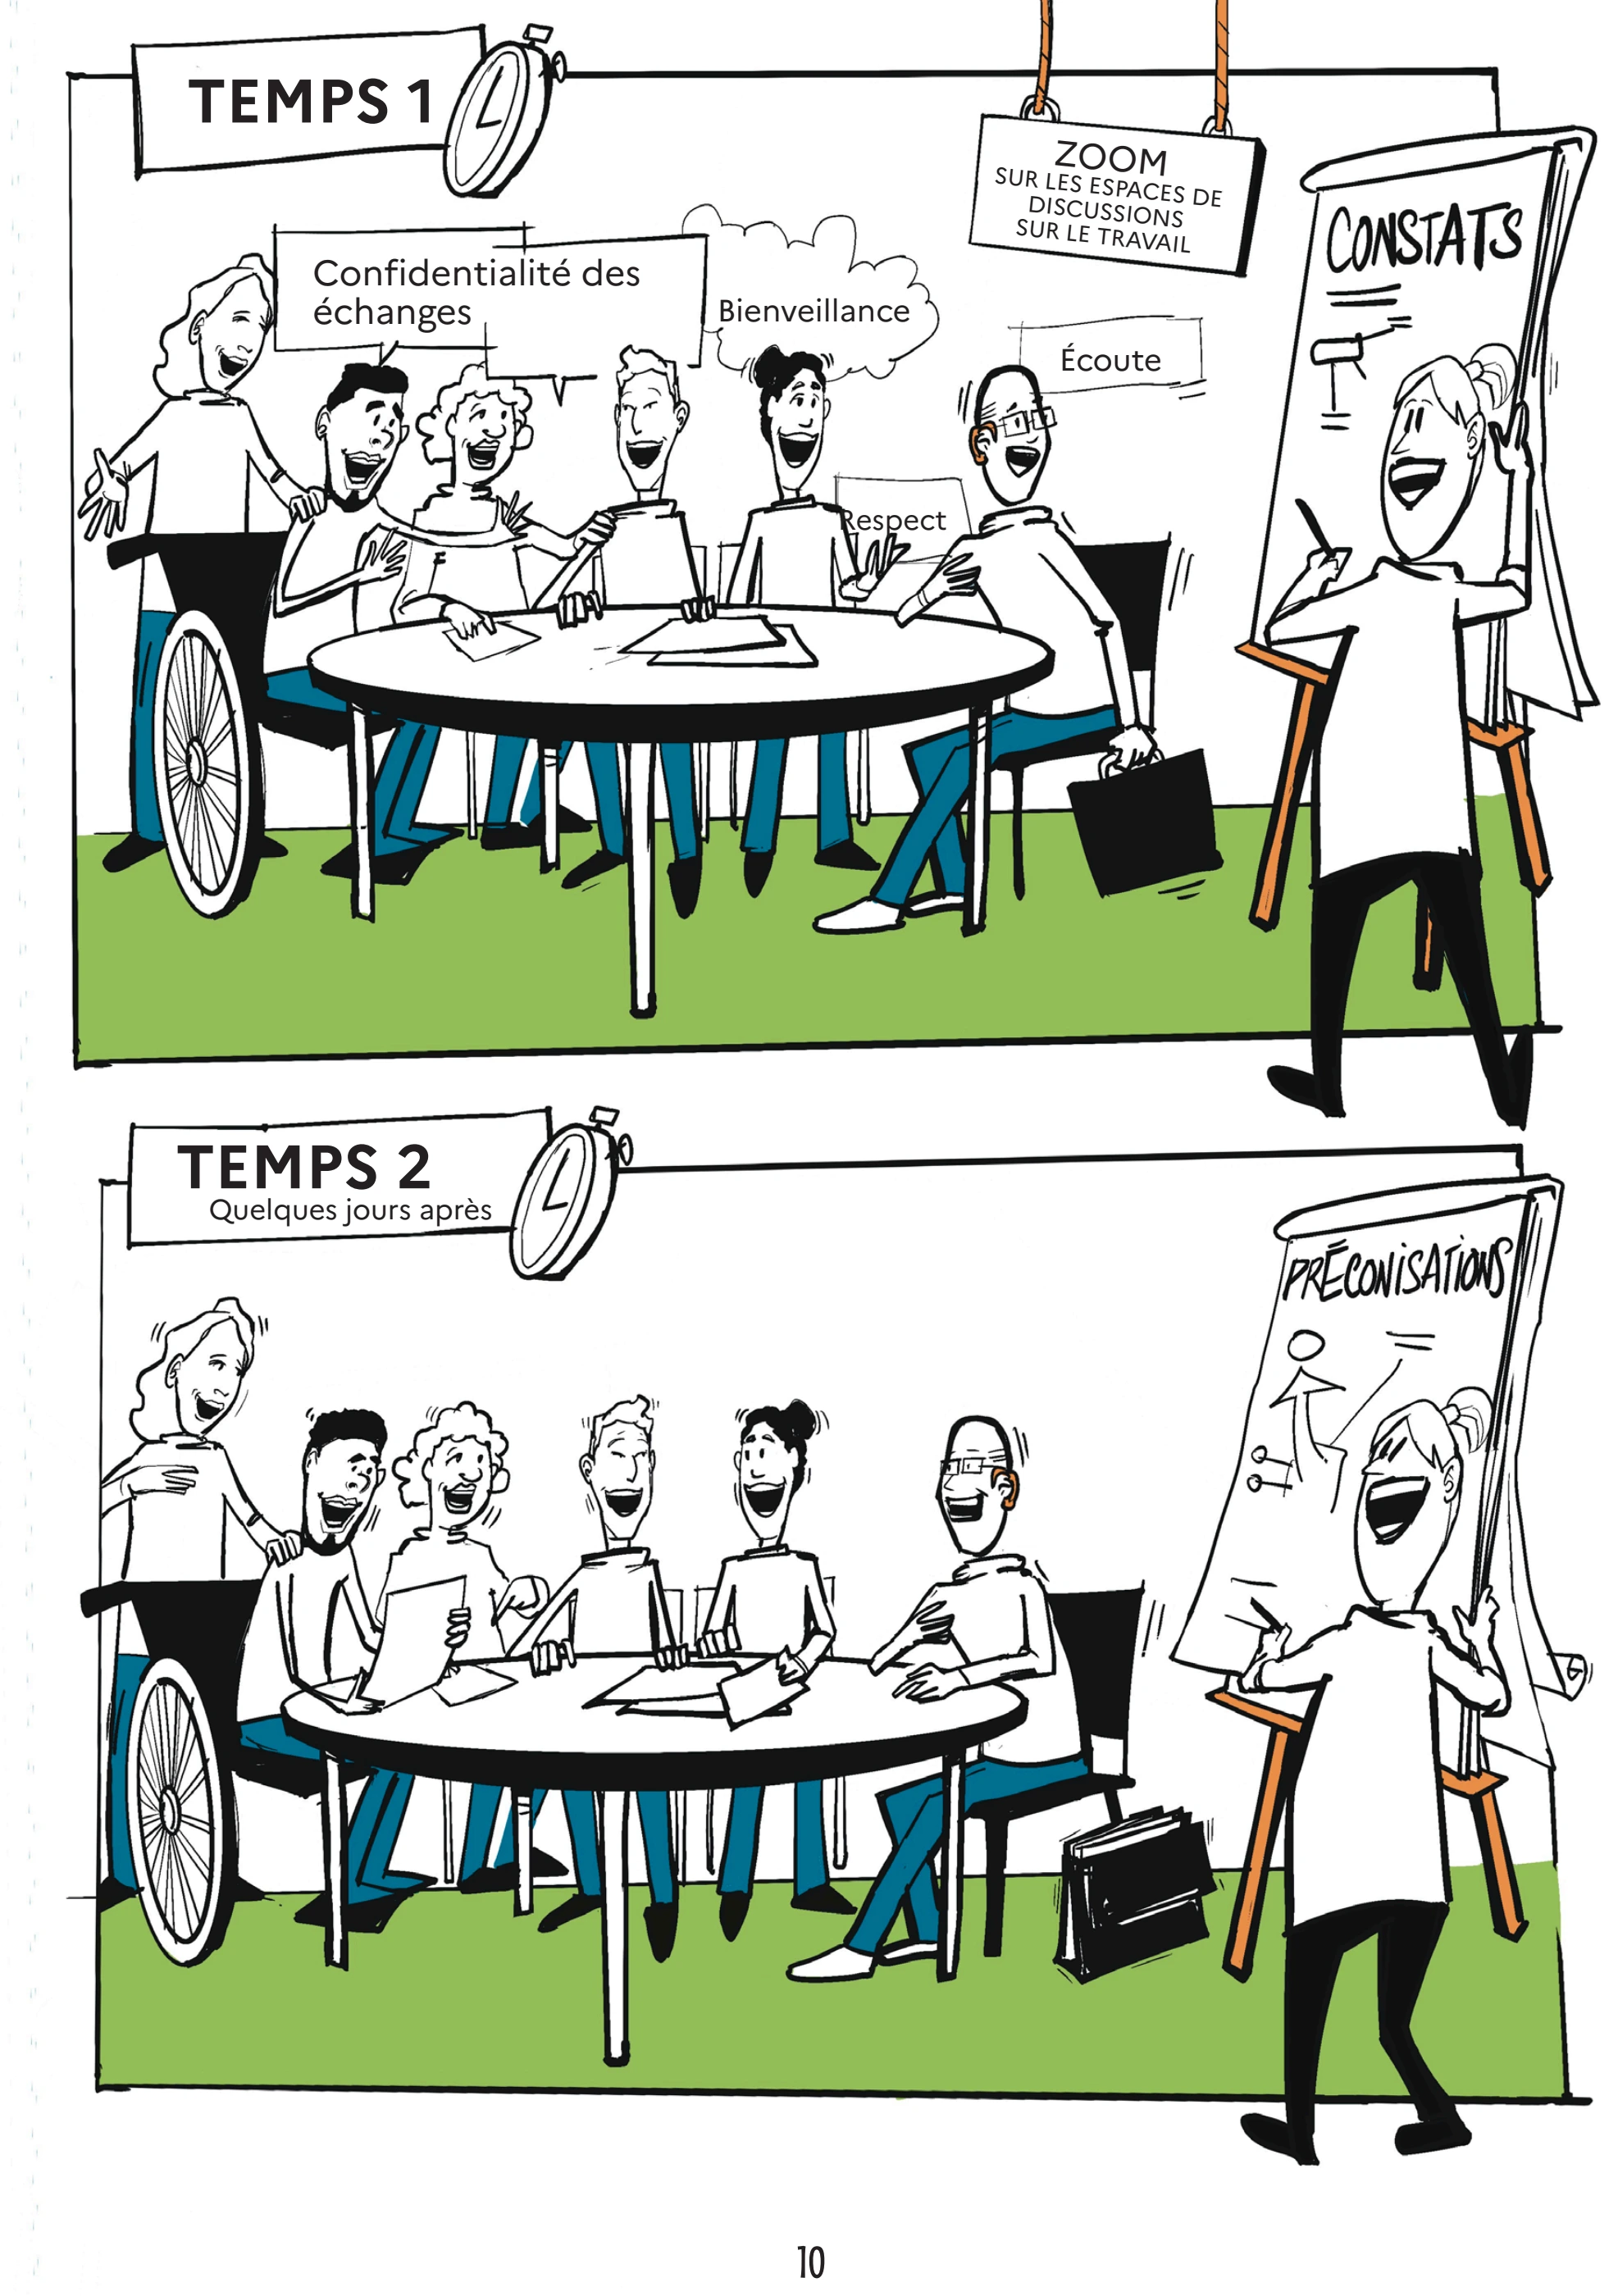 TEMPS 1
ZOOM
SUR LES ESPACES DE
DISCUSSIONS
SUR LE TRAVAIL
CONSTATS
Confidentialité des
échanges
Bienveillance
Écoute
Respect
TEMPS 2
Quelques jours après
PRÉCONISATIONS
10